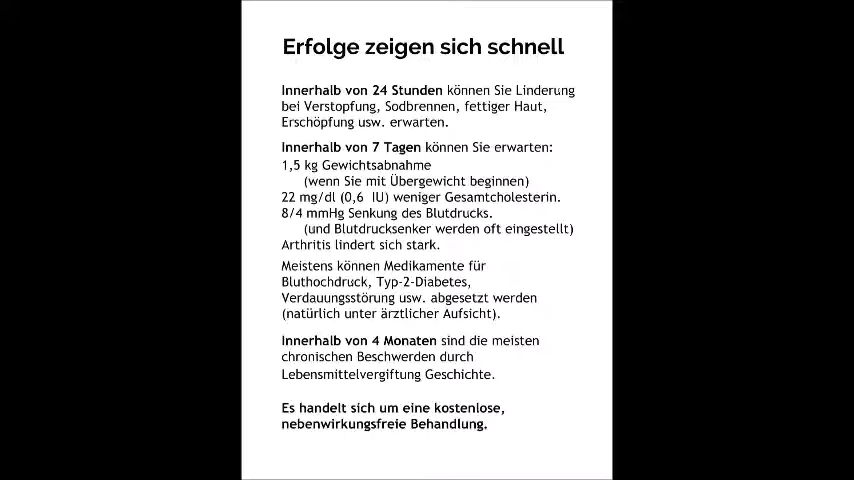 Erfolge zeigen sich schnell
Innerhalb von 24 Stunden können Sie Linderung
bei Verstopfung, Sodbrennen, fettiger Haut,
Erschöpfung usw. erwarten.
Innerhalb von 7 Tagen können Sie erwarten:
1,5 kg Gewichtsabnahme
(wenn Sie mit Übergewicht beginnen)
22 mg/dl (0,6 IU) weniger Gesamtcholesterin.
8/4 mmHg Senkung des Blutdrucks.
(und Blutdrucksenker werden oft eingestellt)
Arthritis lindert sich stark.
Meistens können Medikamente für
Bluthochdruck, Typ-2-Diabetes,
Verdauungsstörung usw. abgesetzt werden
(natürlich unter ärztlicher Aufsicht).
Innerhalb von 4 Monaten sind die meisten
chronischen Beschwerden durch
Lebensmittelvergiftung Geschichte.
Es handelt sich um eine kostenlose,
nebenwirkungsfreie Behandlung.